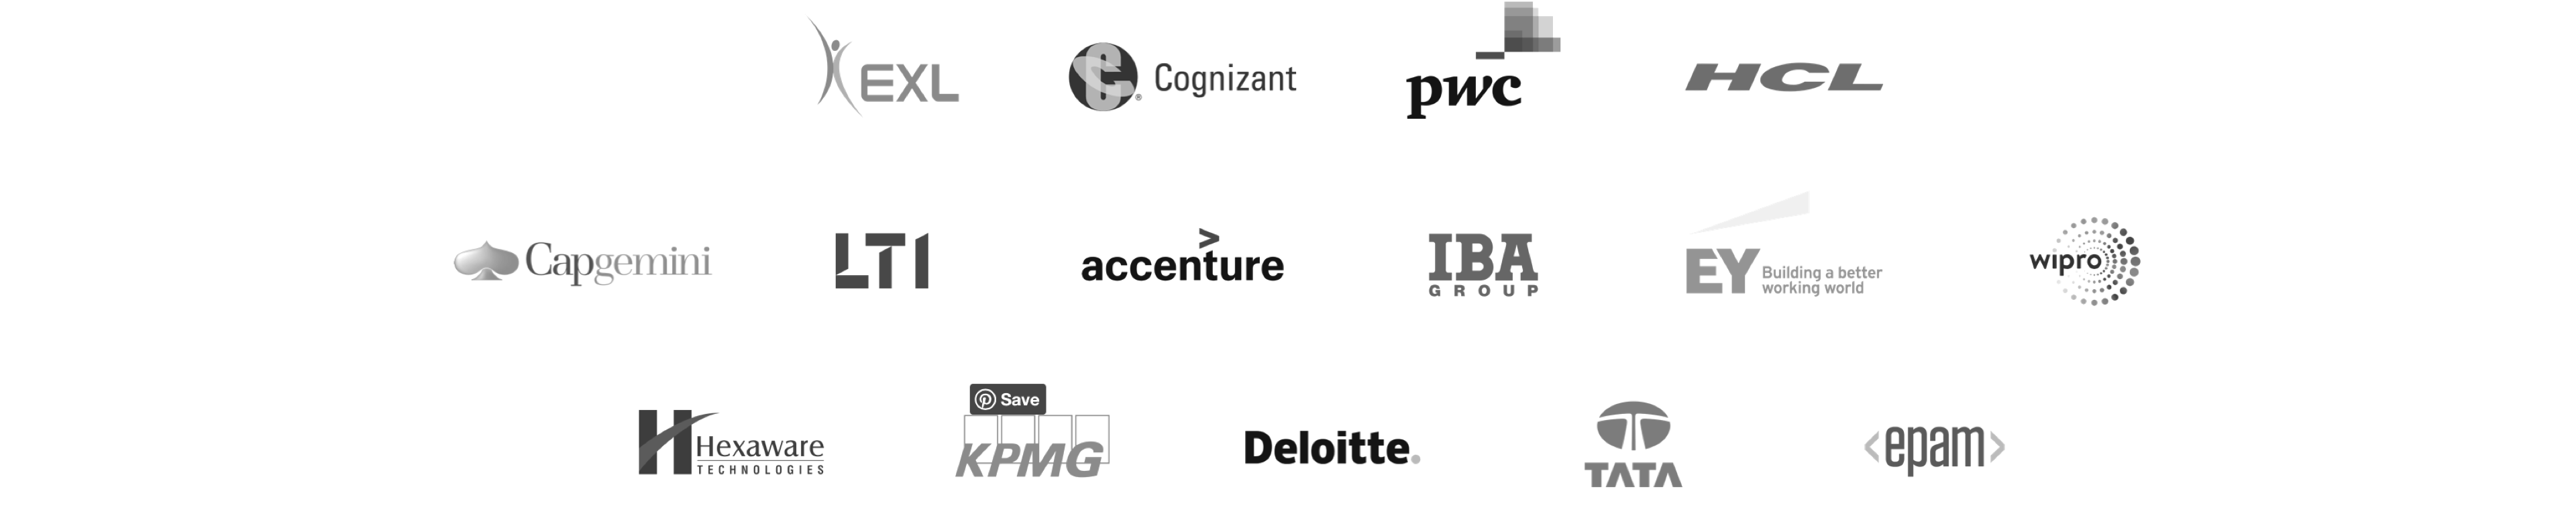 EXL
Cognizant
pwc
HCL
Capgemini
LTI
accenture
IBA
GROUP
EY Building a better
working world
wipro
Hexaware
TECHNOLOGIES
Save
KPMG
Deloitte.
TATA
<epam>